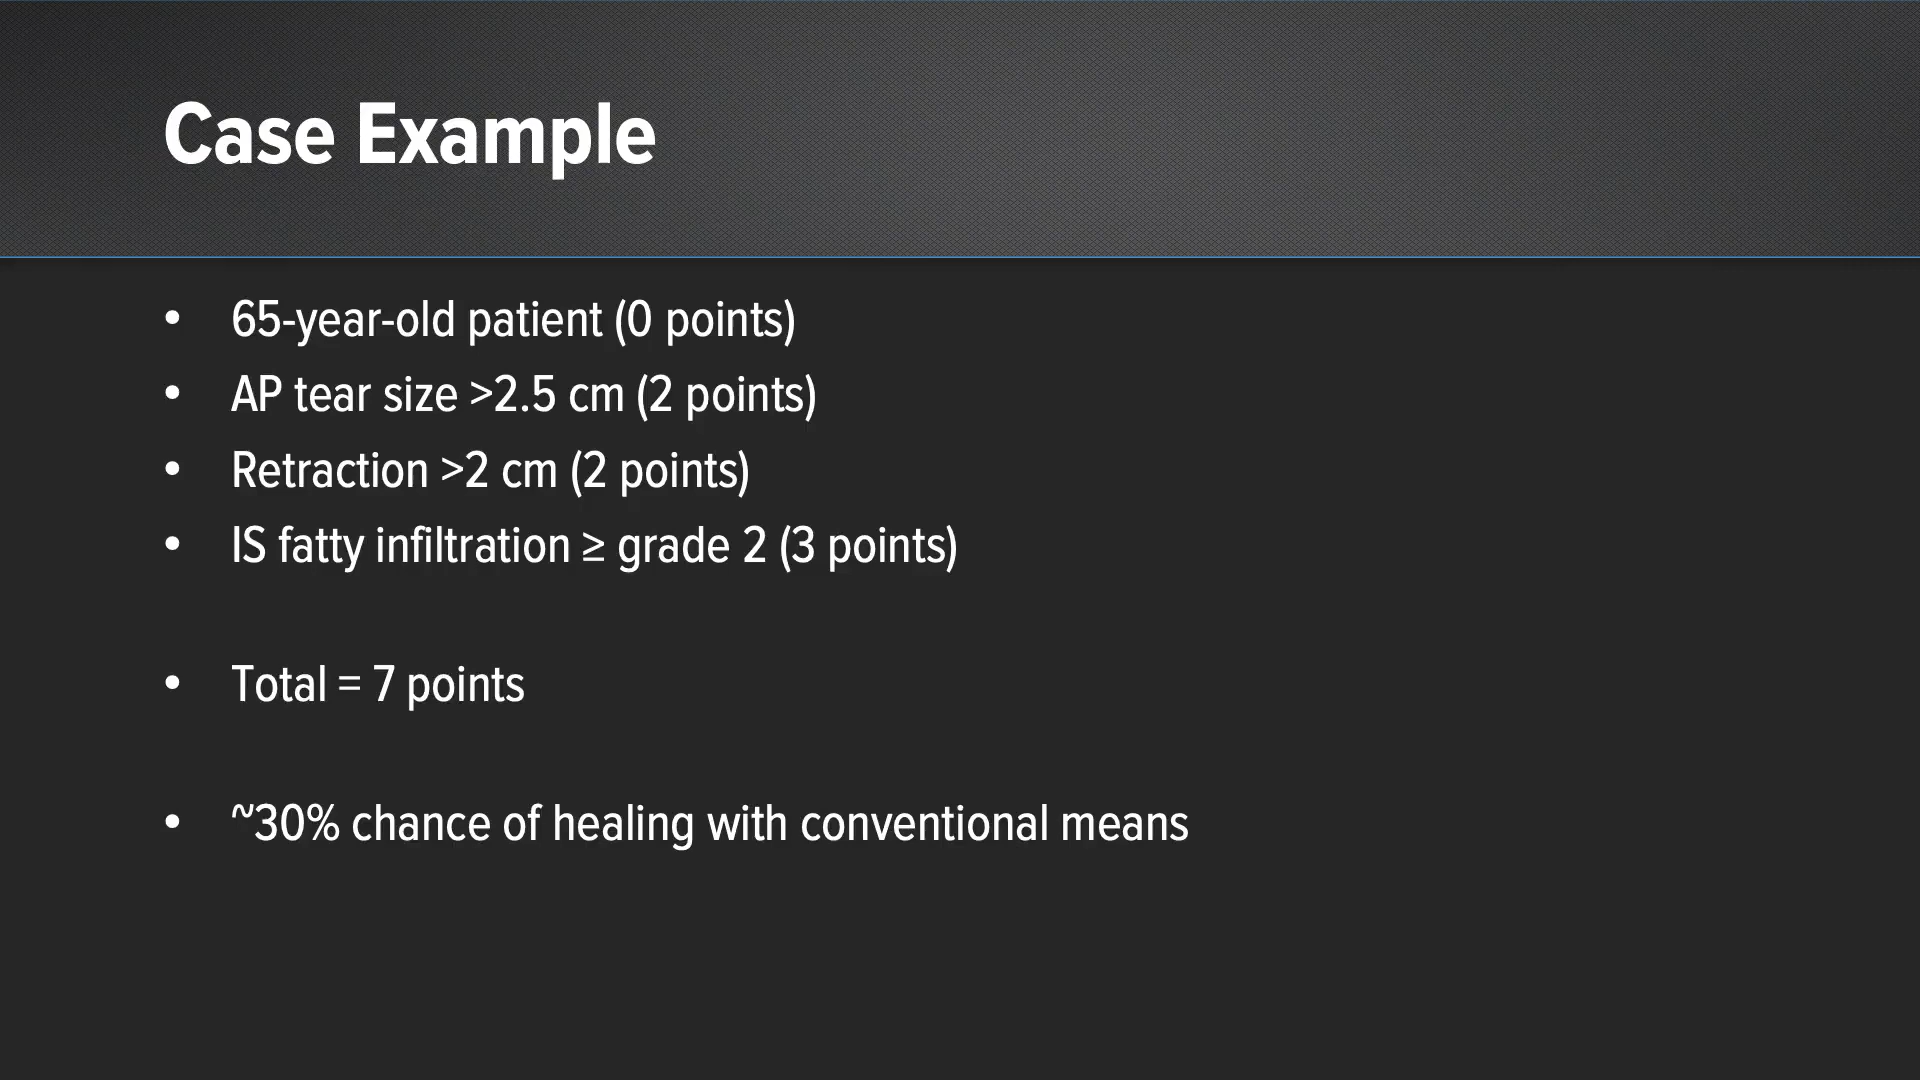 Case Example
• 65-year-old patient (0 points)
• AP tear size >2.5 cm (2 points)
• Retraction >2 cm (2 points)
• IS fatty infiltration ≥ grade 2 (3 points)
• Total = 7 points
• ~30% chance of healing with conventional means